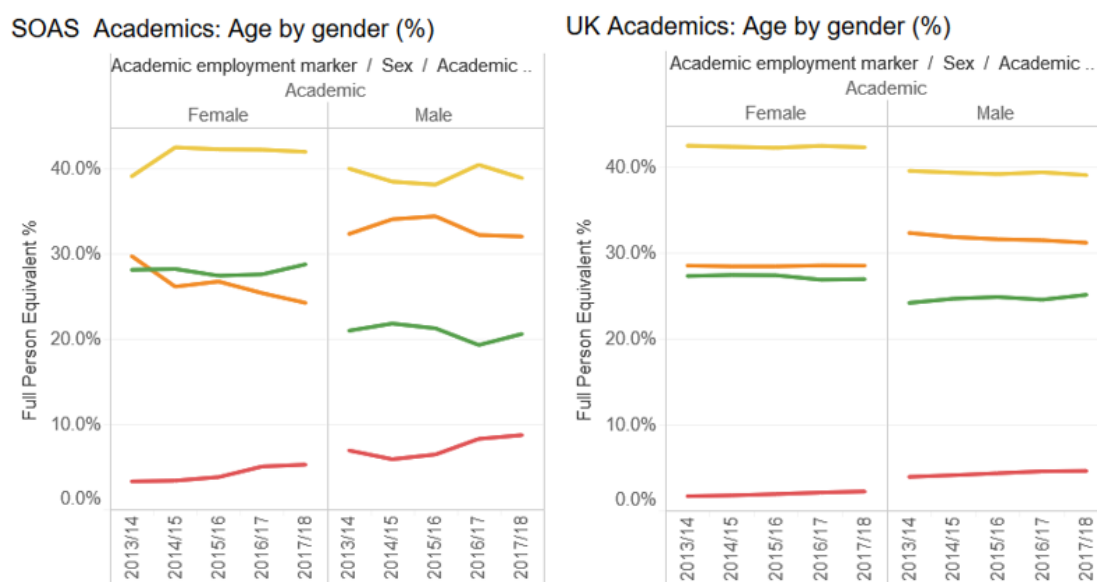 SOAS  Academics: Age by gender (%)
Academic employment marker / Sex / Academic ..
Academic
Female Male
40.0%
30.0%
20.0%
10.0%
0.0%
Full Person Equivalent %
2013/14 2014/15 2015/16 2016/17 2017/18 2013/14 2014/15 2015/16 2016/17 2017/18
UK Academics: Age by gender (%)
Academic employment marker / Sex / Academic ..
Academic
Female Male
40.0%
30.0%
20.0%
10.0%
0.0%
Full Person Equivalent %
2013/14 2014/15 2015/16 2016/17 2017/18 2013/14 2014/15 2015/16 2016/17 2017/18